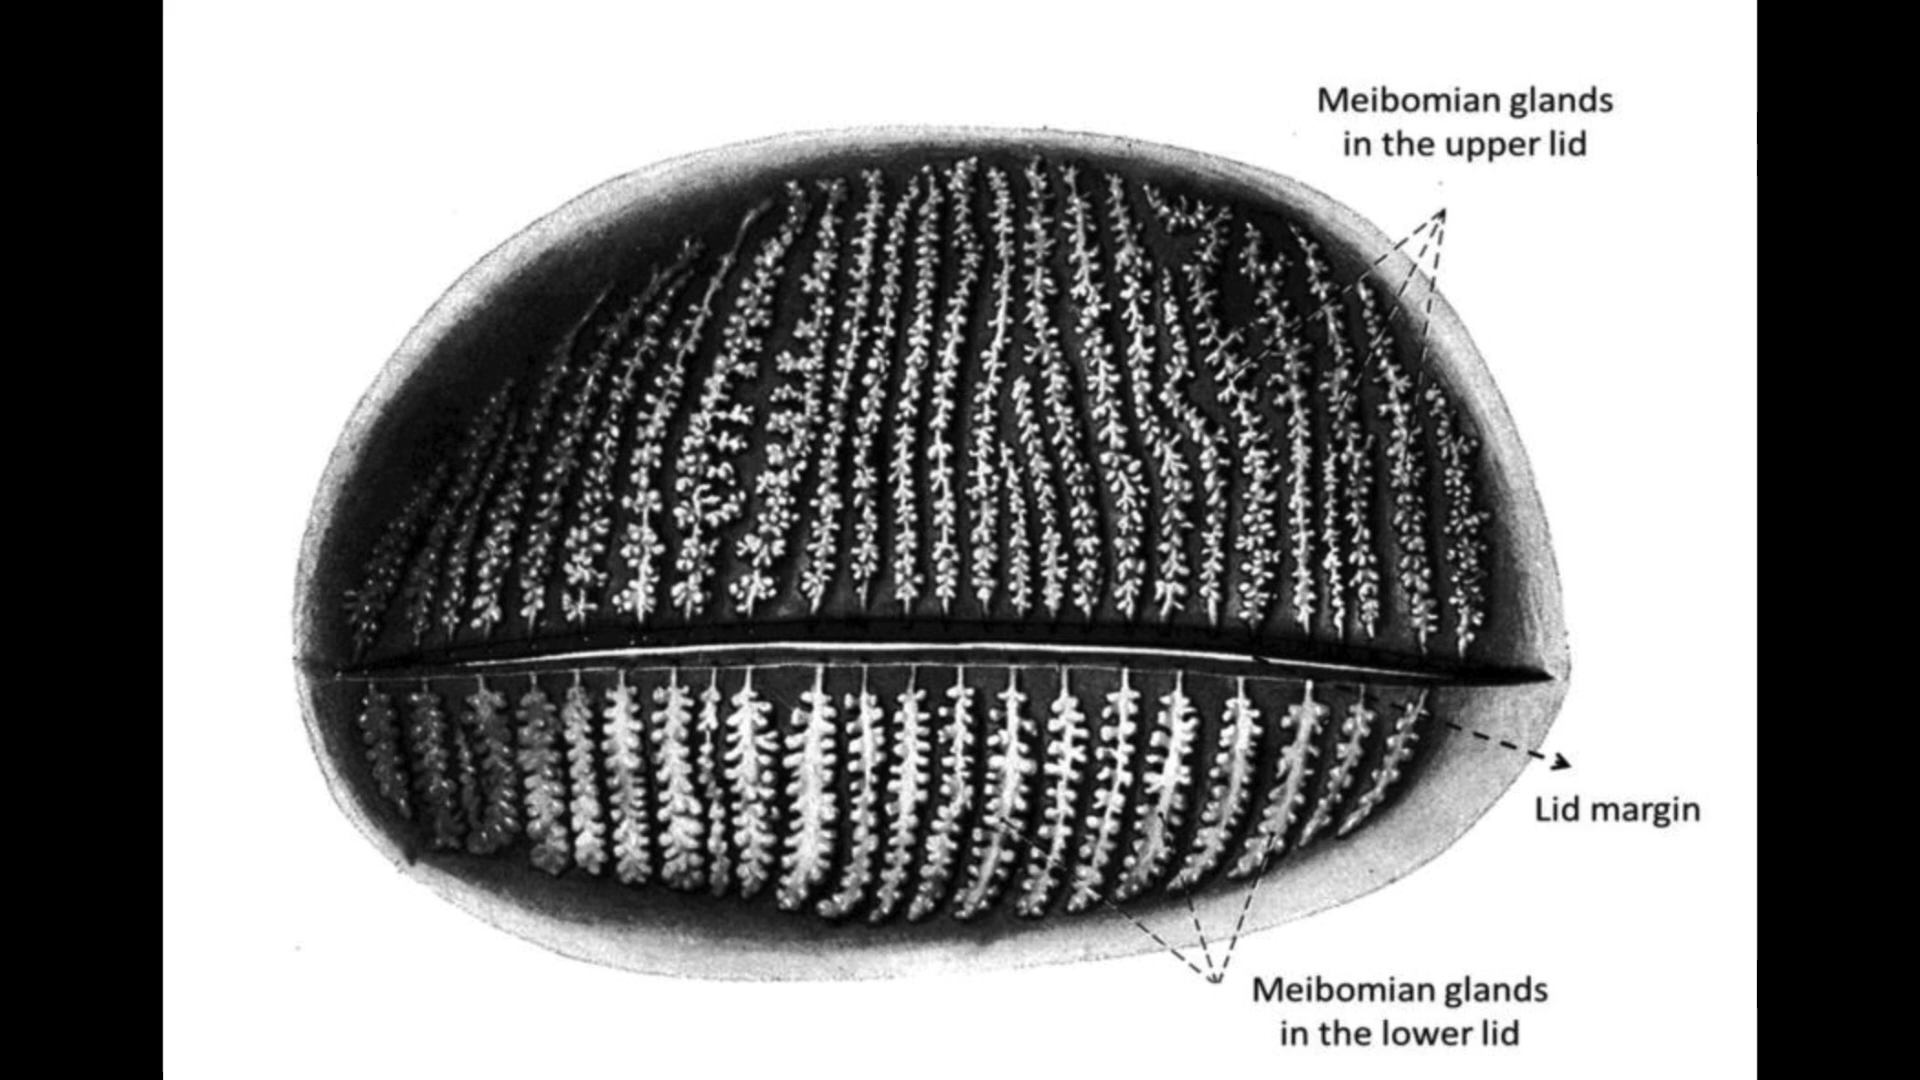 Meibomian glands
in the upper lid
Lid margin
Meibomian glands
in the lower lid